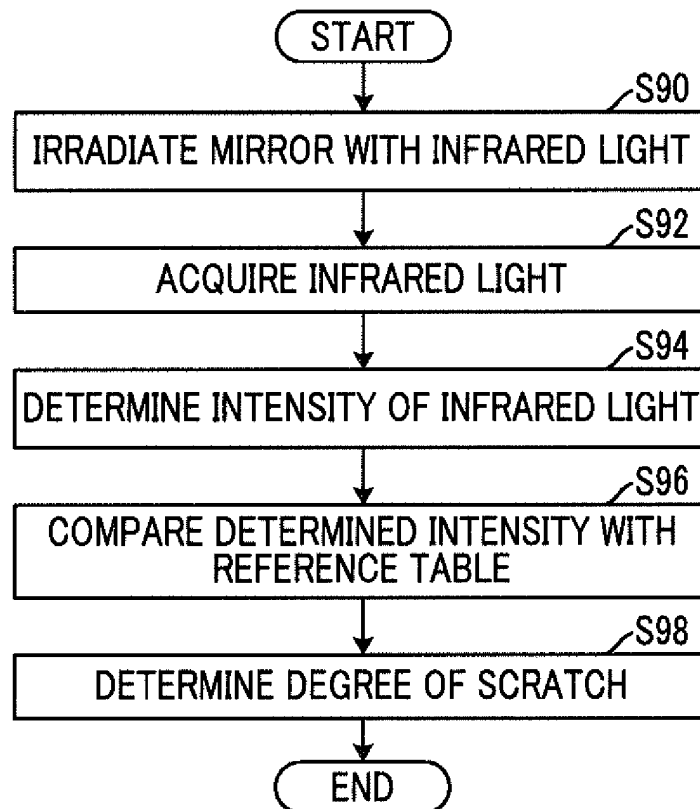 START
S90
IRRADIATE MIRROR WITH INFRARED LIGHT
S92
ACQUIRE INFRARED LIGHT
S94
DETERMINE INTENSITY OF INFRARED LIGHT
S96
COMPARE DETERMINED INTENSITY WITH
REFERENCE TABLE
S98
DETERMINE DEGREE OF SCRATCH
END